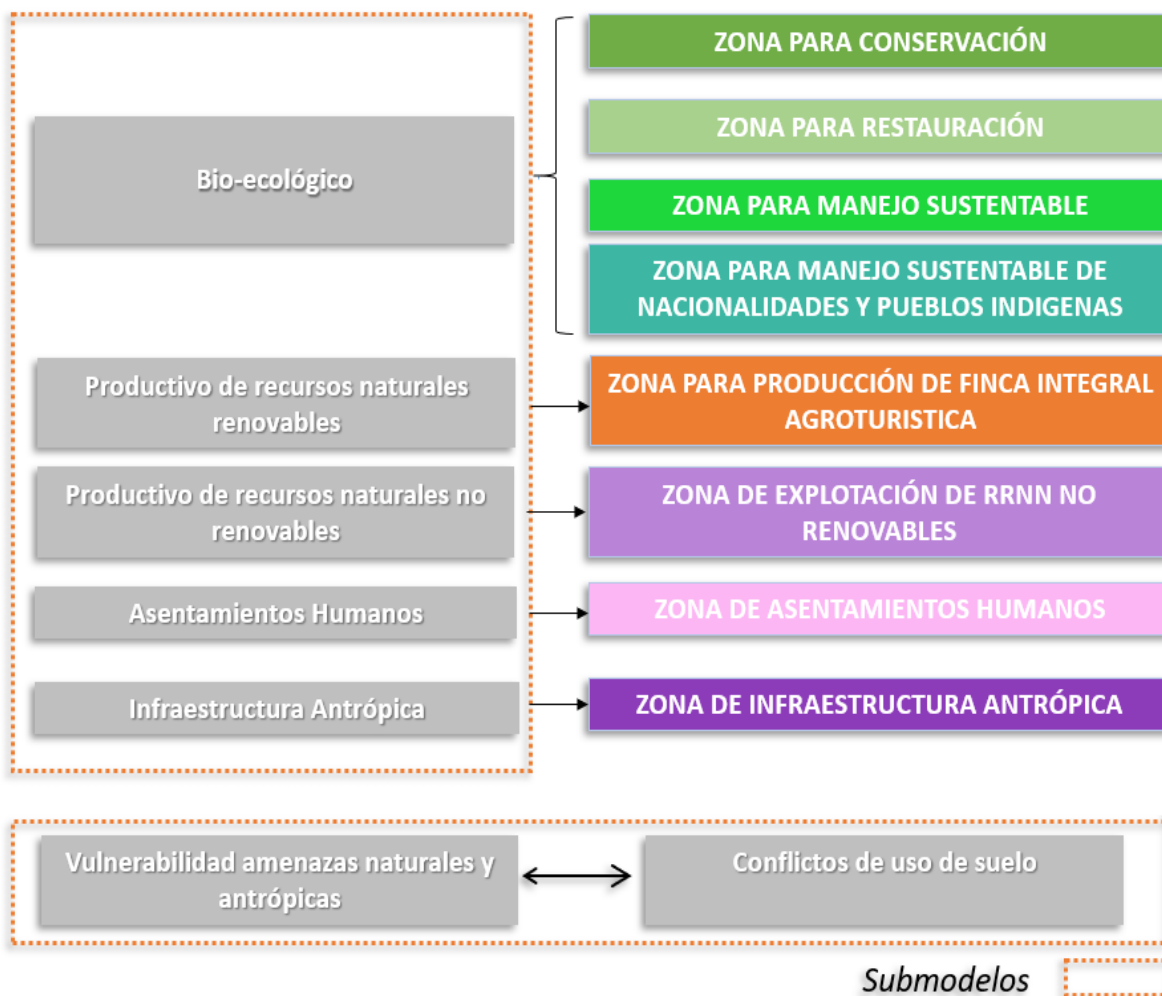 ZONA PARA CONSERVACIÓN
ZONA PARA RESTAURACIÓN
Bio-ecológico
ZONA PARA MANEJO SUSTENTABLE
ZONA PARA MANEJO SUSTENTABLE DE
NACIONALIDADES Y PUEBLOS INDIGENAS
Productivo de recursos naturales
renovables
ZONA PARA PRODUCCIÓN DE FINCA INTEGRAL
AGROTURISTICA
Productivo de recursos naturales no
renovables
ZONA DE EXPLOTACIÓN DE RRNN NO
RENOVABLES
Asentamientos Humanos
ZONA DE ASENTAMIENTOS HUMANOS
Infraestructura Antrópica
ZONA DE INFRAESTRUCTURA ANTRÓPICA
Vulnerabilidad amenazas naturales y
antrópicas
Conflictos de uso de suelo
Submodelos